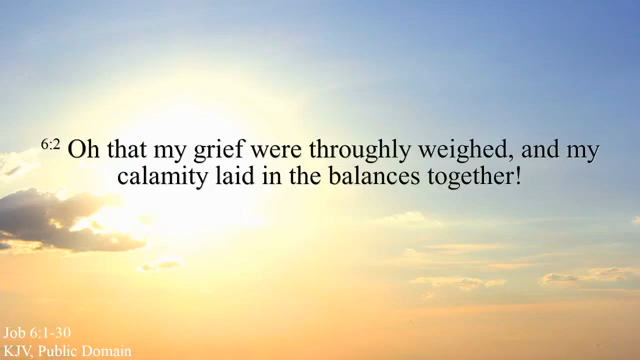 6:2 Oh that my grief were throughly weighed, and my
calamity laid in the balances together!
Job 6:1-30
KJV, Public Domain